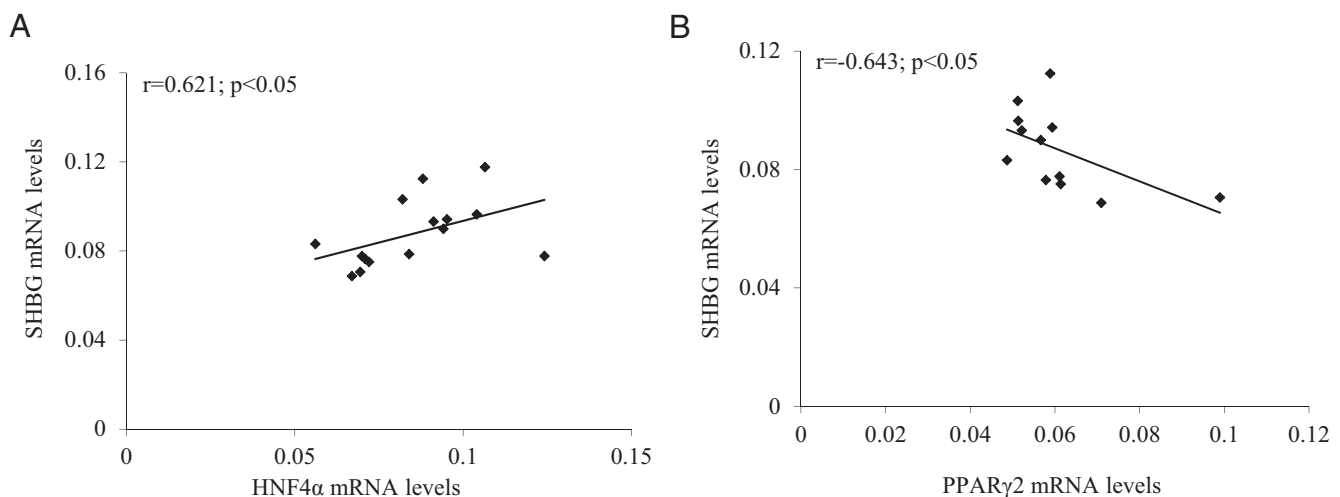 A
r=0.621; p<0.05
SHBG mRNA levels
0.16
0.12
0.08
0.04
0
0
0.05
0.1
0.15
HNF4α mRNA levels
B
r=-0.643; p<0.05
SHBG mRNA levels
0.12
0.08
0.04
0
0
0.02
0.04
0.06
0.08
0.1
0.12
PPARγ2 mRNA levels